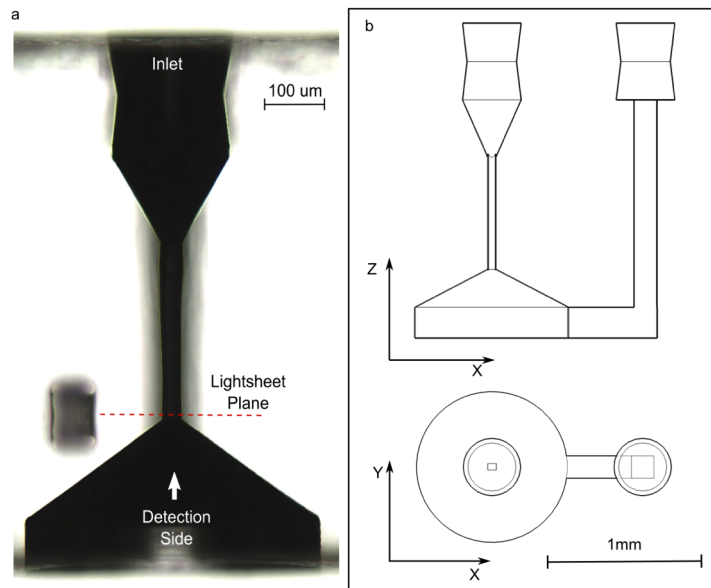 a
Inlet
100 um
Lightsheet
Plane
Detection
Side
b
Z
X
Y
X
1mm